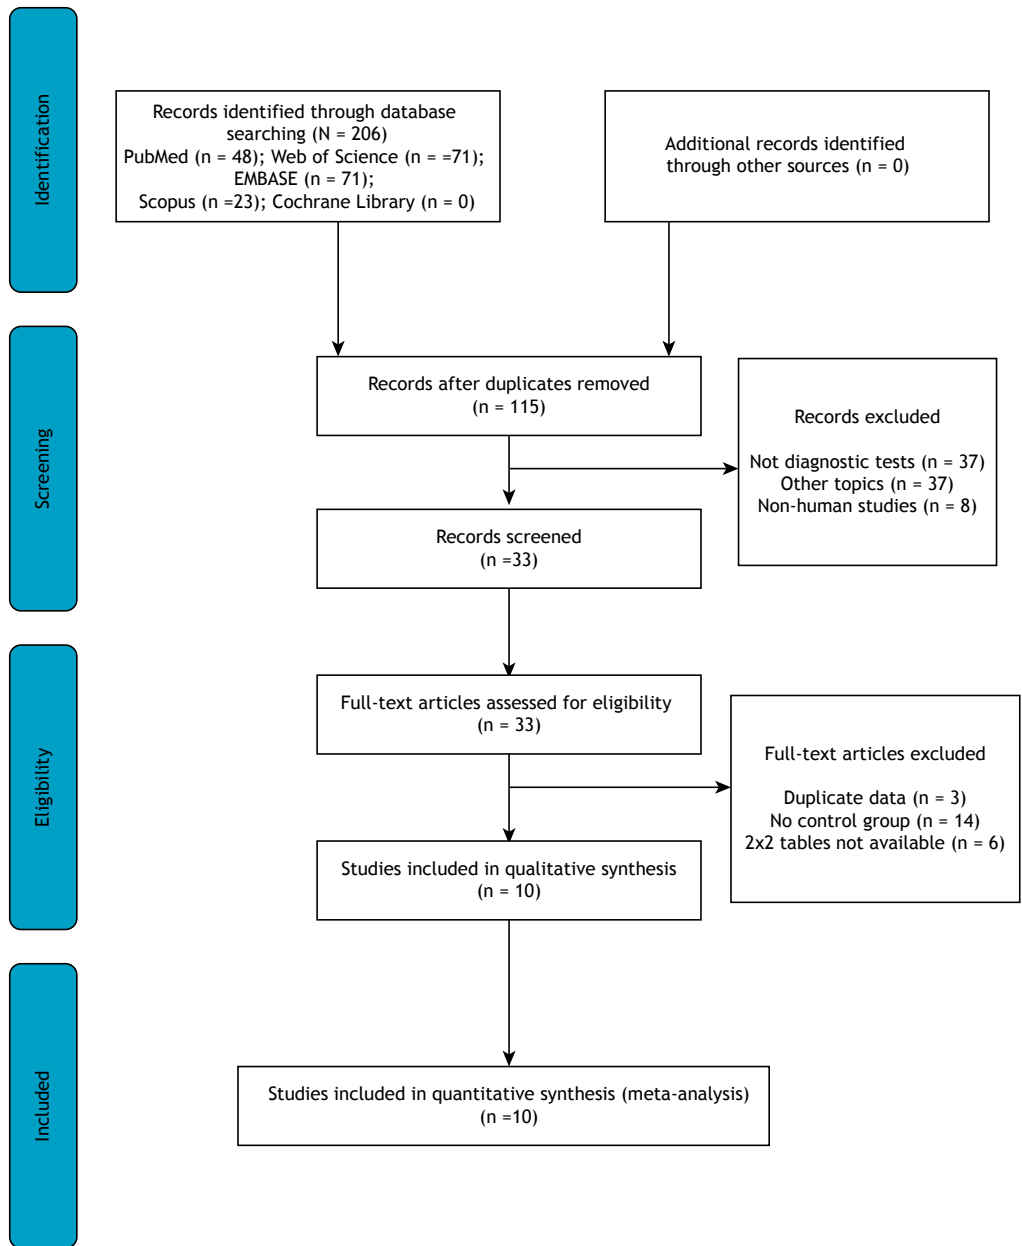 Identification
Records identified through database
searching (N = 206)
PubMed (n = 48); Web of Science (n = =71);
EMBASE (n = 71);
Scopus (n =23); Cochrane Library (n = 0)
Additional records identified
through other sources (n = 0)
Screening
Records after duplicates removed
(n = 115)
Records excluded
Not diagnostic tests (n = 37)
Other topics (n = 37)
Non-human studies (n = 8)
Records screened
(n =33)
Eligibility
Full-text articles assessed for eligibility
(n = 33)
Full-text articles excluded
Duplicate data (n = 3)
No control group (n = 14)
2x2 tables not available (n = 6)
Studies included in qualitative synthesis
(n = 10)
Included
Studies included in quantitative synthesis (meta-analysis)
(n =10)